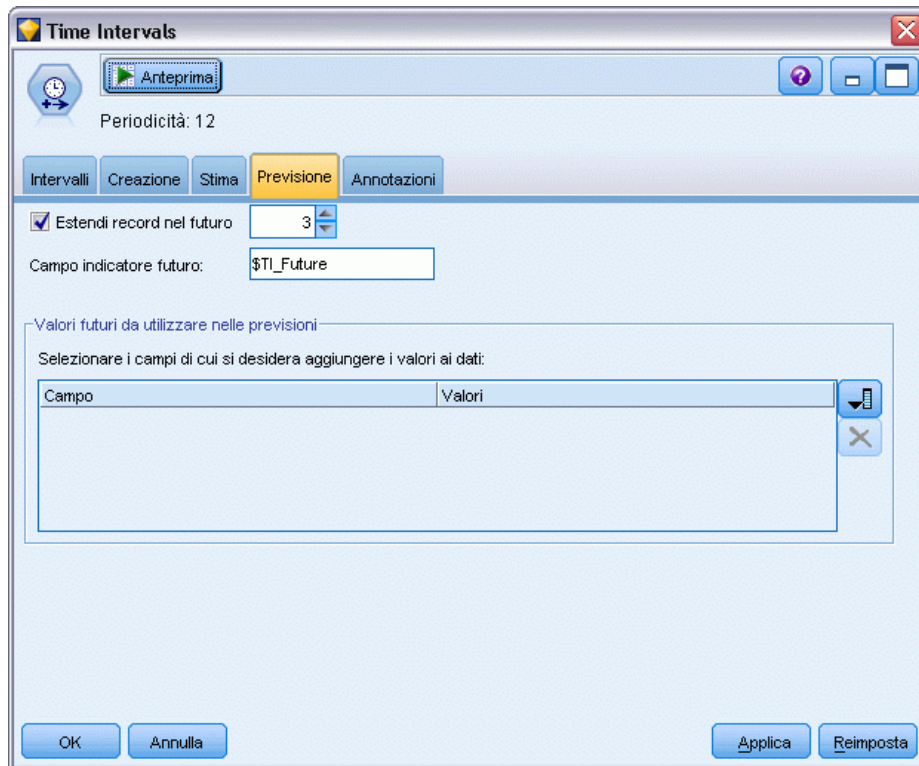 Time Intervals
Anteprima
Periodicità: 12
Intervalli Creazione Stima Previsione Annotazioni
Estendi record nel futuro 3
Campo indicatore futuro: $TI_Future
Valori futuri da utilizzare nelle previsioni
Selezionare i campi di cui si desidera aggiungere i valori ai dati:
Campo Valori
OK Annulla Applica Reimposta